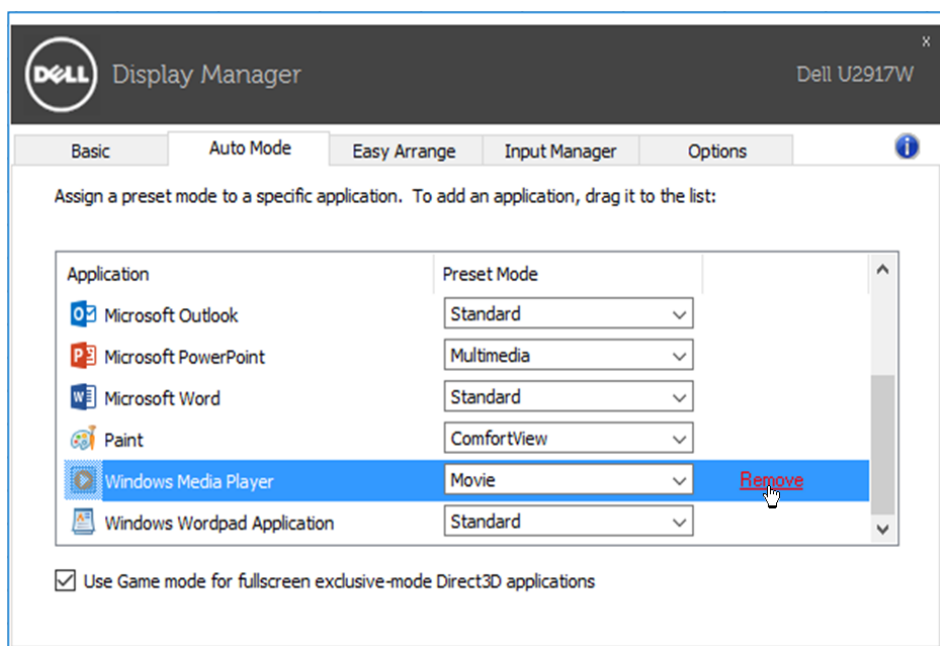 DELL Display Manager
x
Dell U2917W
Basic Auto Mode Easy Arrange Input Manager Options
Assign a preset mode to a specific application. To add an application, drag it to the list:
Application Preset Mode
Microsoft Outlook Standard
Microsoft PowerPoint Multimedia
Microsoft Word Standard
Paint ComfortView
Windows Media Player Movie Remove
Windows Wordpad Application Standard
Use Game mode for fullscreen exclusive-mode Direct3D applications